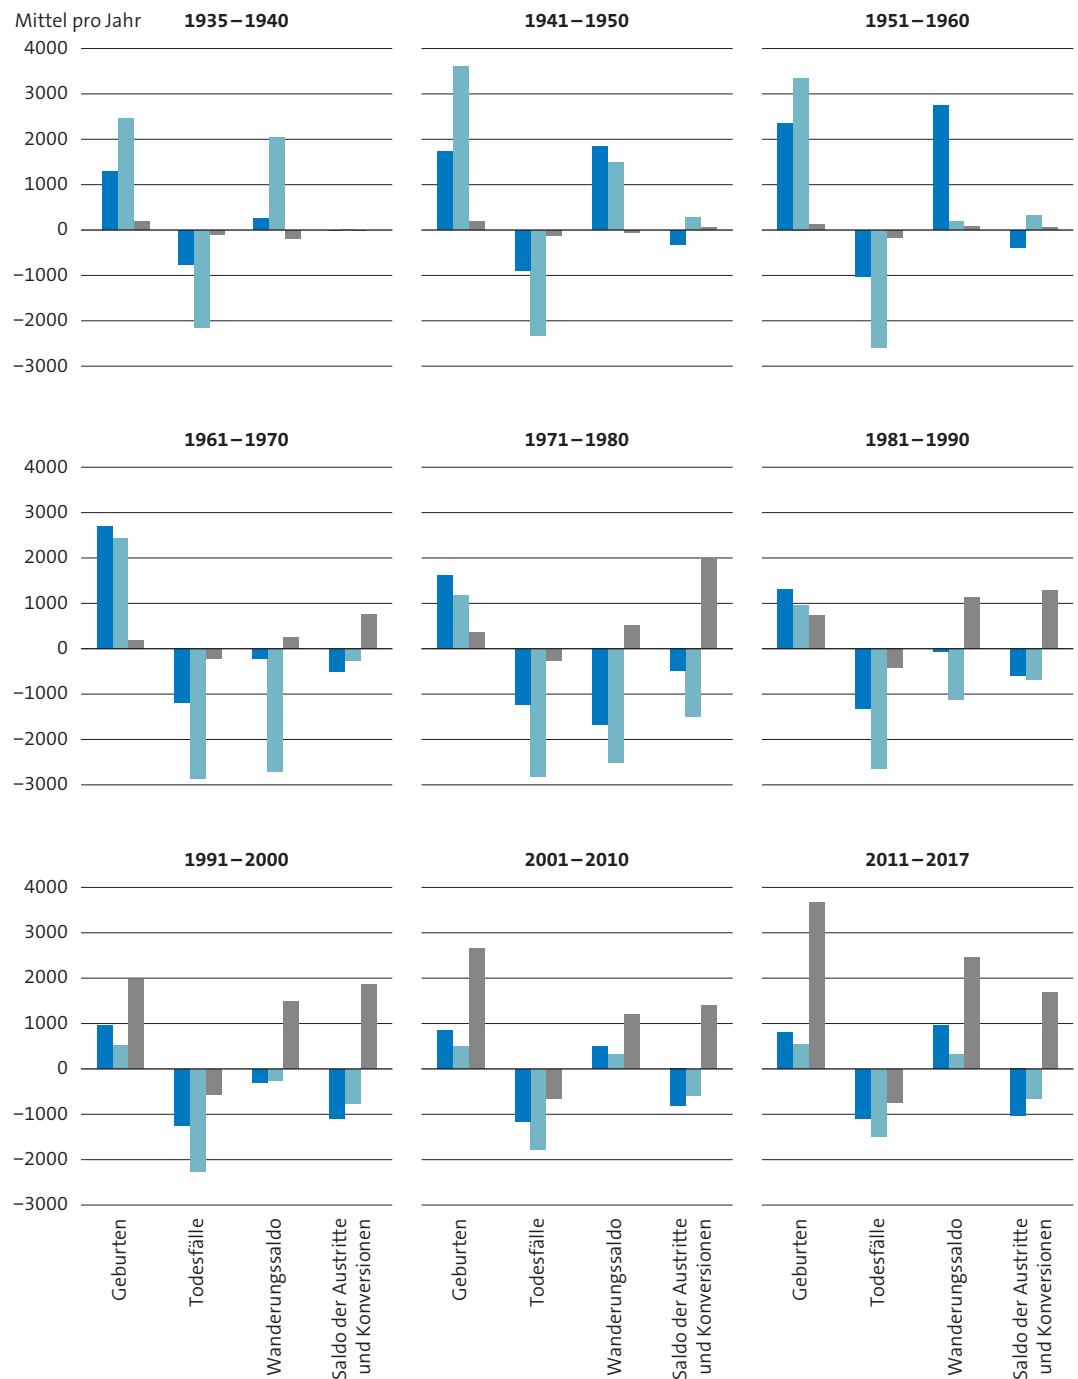 Mittel pro Jahr
1935–1940
1941–1950
1951–1960
4000
3000
2000
1000
0
−1000
−2000
−3000
1961–1970
1971–1980
1981–1990
4000
3000
2000
1000
0
−1000
−2000
−3000
1991–2000
2001–2010
2011–2017
4000
3000
2000
1000
0
−1000
−2000
−3000
Geburten
Todesfälle
Wanderungssaldo
Saldo der Austritte
und Konversionen
Geburten
Todesfälle
Wanderungssaldo
Saldo der Austritte
und Konversionen
Geburten
Todesfälle
Wanderungssaldo
Saldo der Austritte
und Konversionen